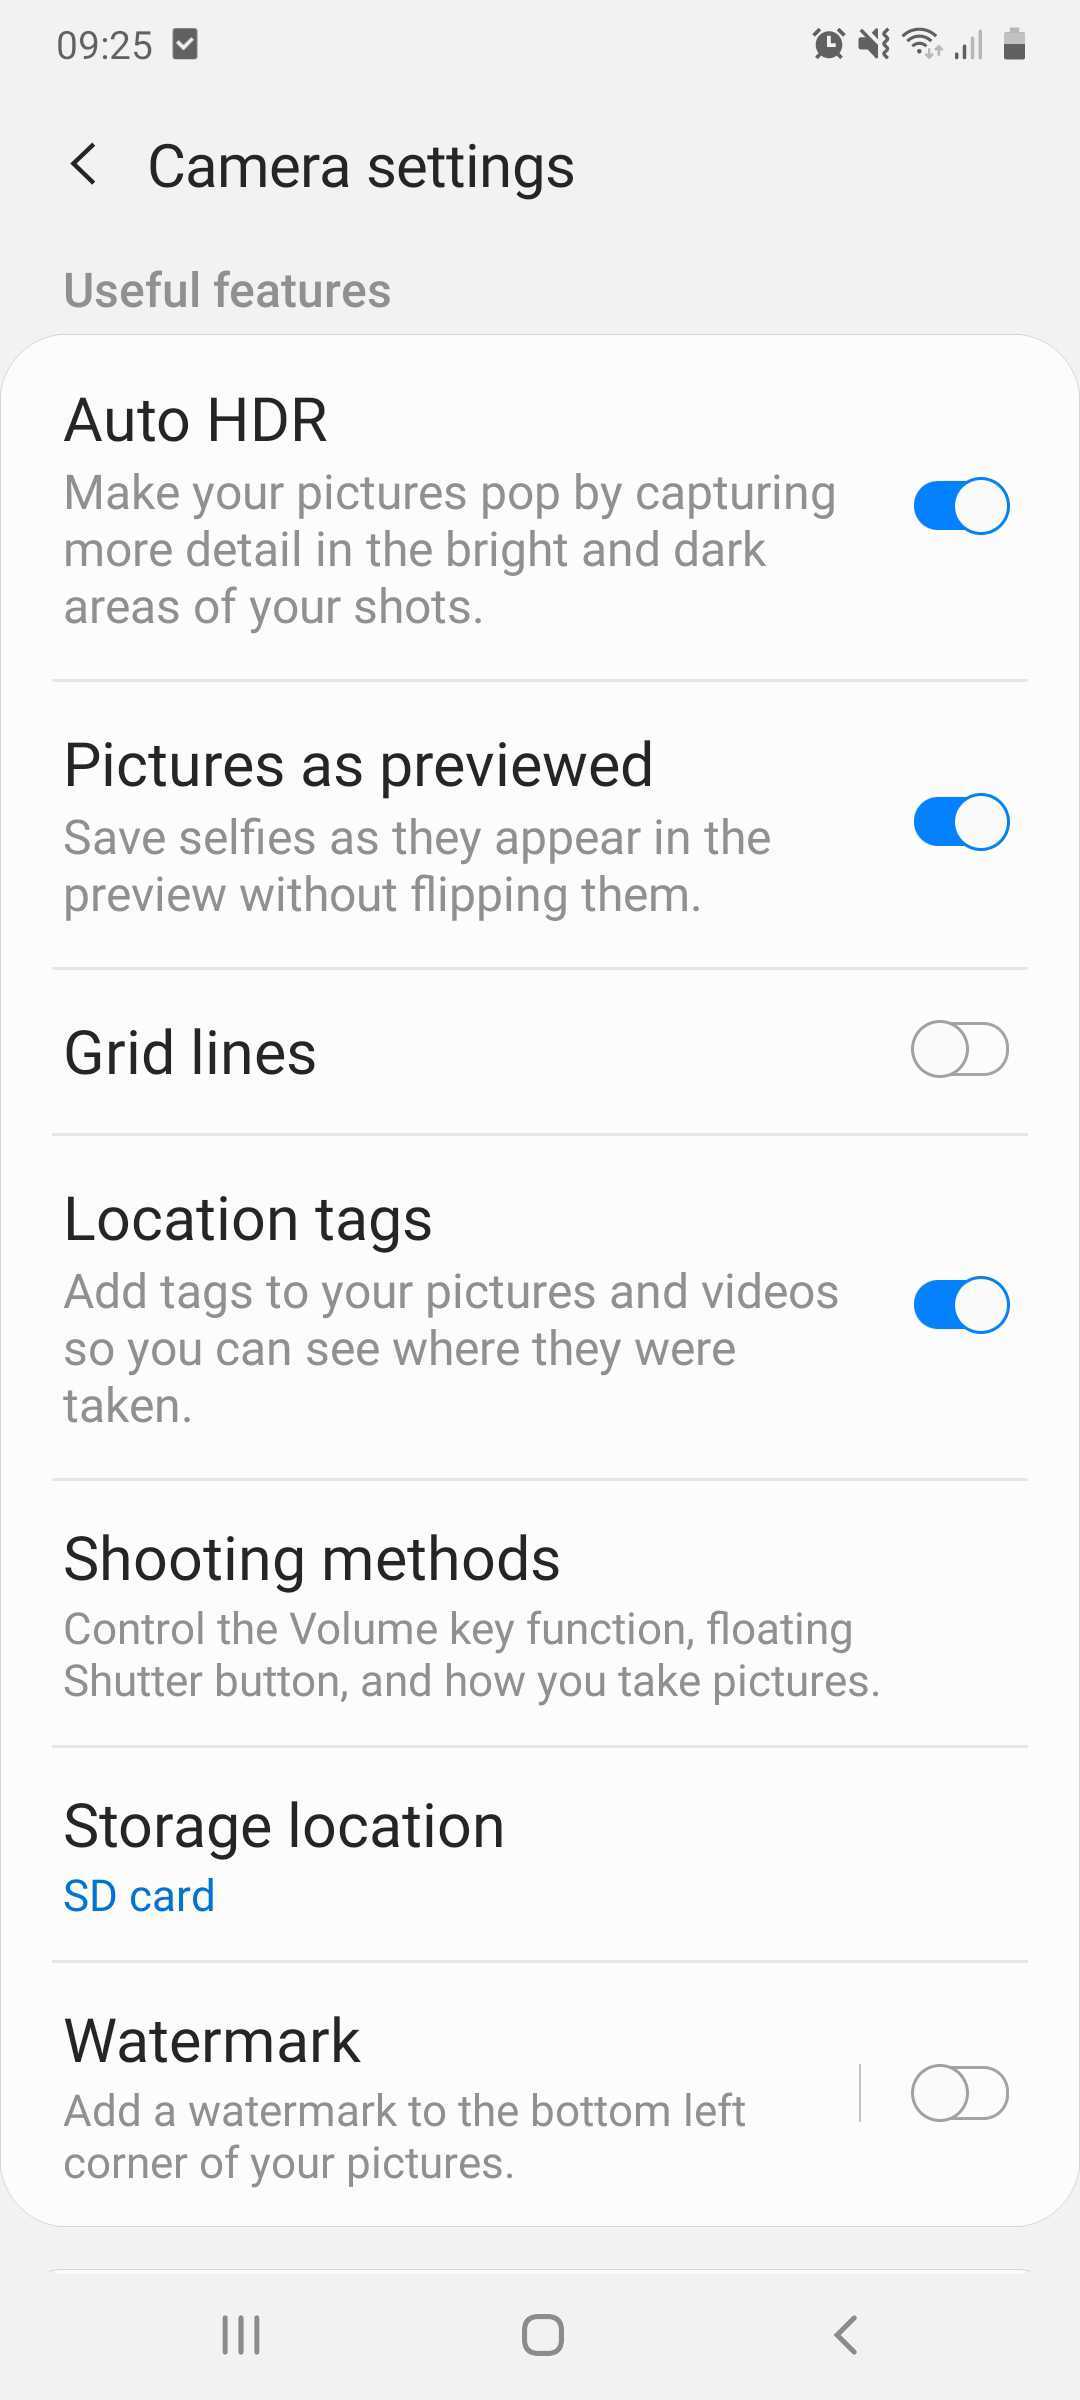 09:25
Camera settings
Useful features
Auto HDR
Make your pictures pop by capturing
more detail in the bright and dark
areas of your shots.
Pictures as previewed
Save selfies as they appear in the
preview without flipping them.
Grid lines
Location tags
Add tags to your pictures and videos
so you can see where they were
taken.
Shooting methods
Control the Volume key function, floating
Shutter button, and how you take pictures.
Storage location
SD card
Watermark
Add a watermark to the bottom left
corner of your pictures.